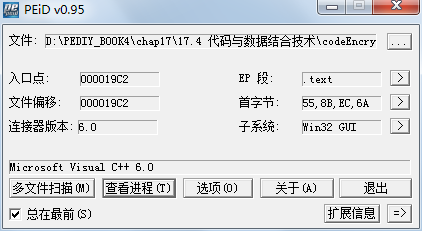 PEiD v0.95
文件: D:\PEDIY_BOOK4\chap17\17.4 代码与数据结合技术\codeEncry ...
入口点: 000019C2 EP 段: .text >
文件偏移: 000019C2 首字节: 55,8B,EC,6A >
连接器版本: 6.0 子系统: Win32 GUI >
Microsoft Visual C++ 6.0
多文件扫描(M) 查看进程(T) 选项(O) 关于(A) 退出
总在最前(S) 扩展信息 =>